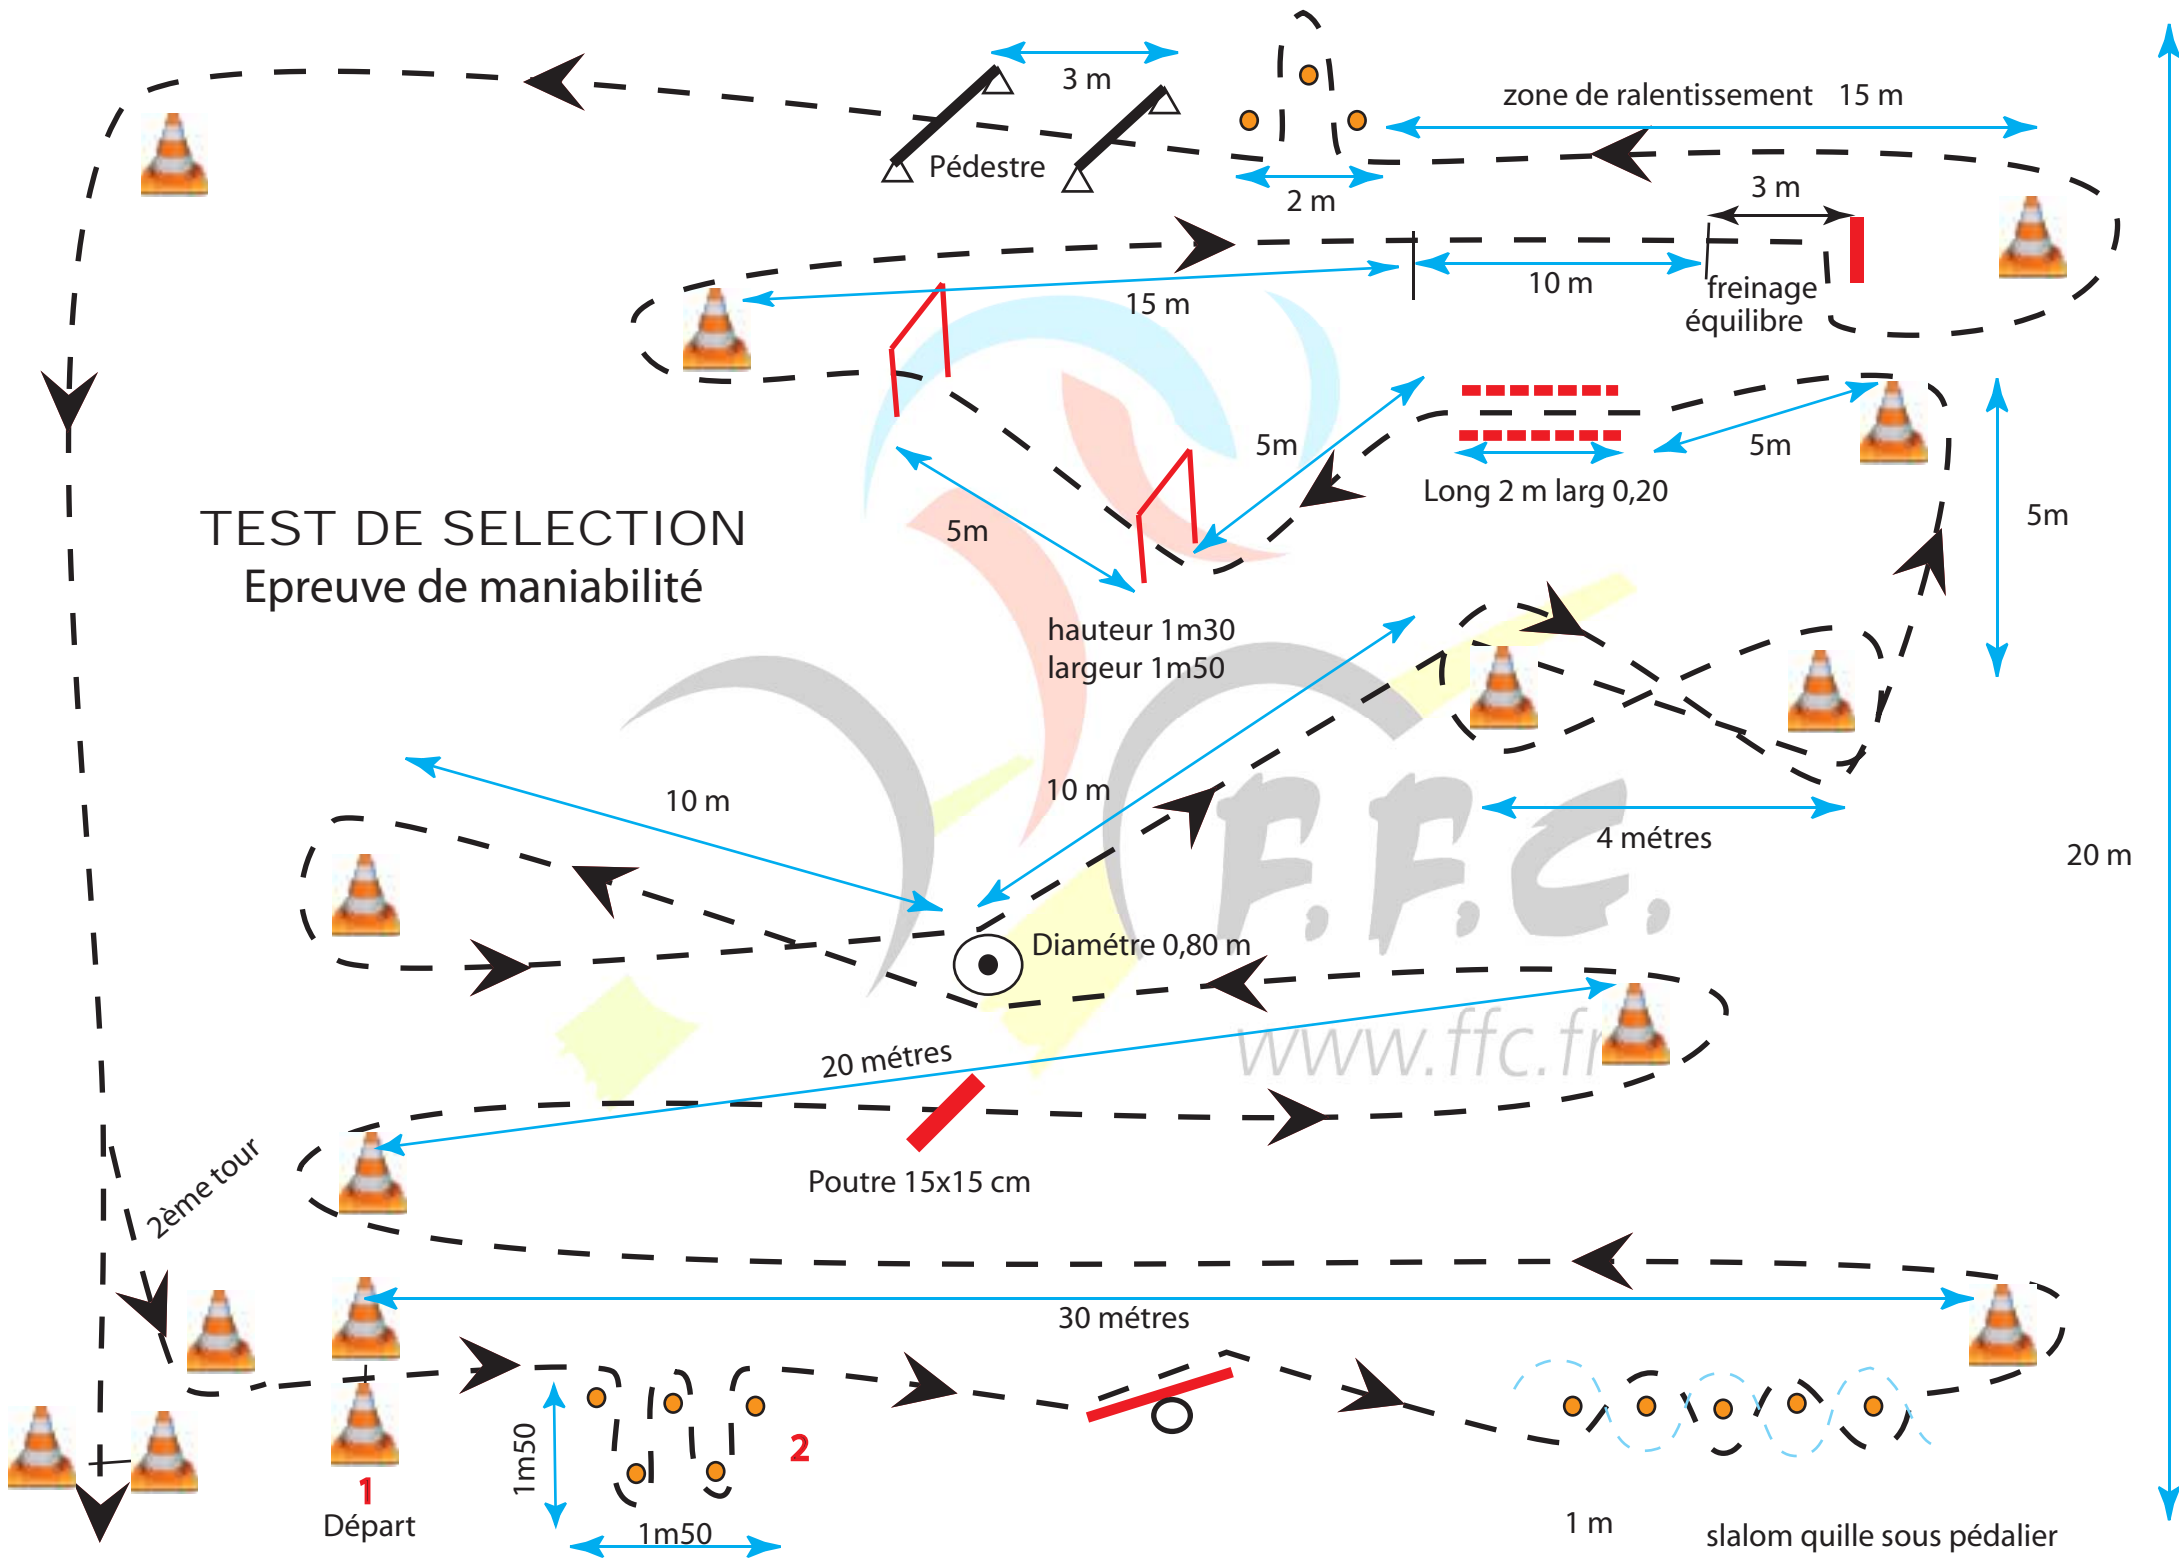 3 m
zone de ralentissement 15 m
Pédestre
2 m
3 m
15 m
10 m
freinage
équilibre
5m
5m
Long 2 m larg 0,20
5m
5m
TEST DE SELECTION
Epreuve de maniabilité
hauteur 1m30
largeur 1m50
10 m
10 m
4 métres
20 m
F.F.C.
Diamétre 0,80 m
www.ffc.fr
20 métres
Poutre 15x15 cm
2ème tour
30 métres
1m50
2
1
Départ
1m50
1 m
slalom quille sous pédalier